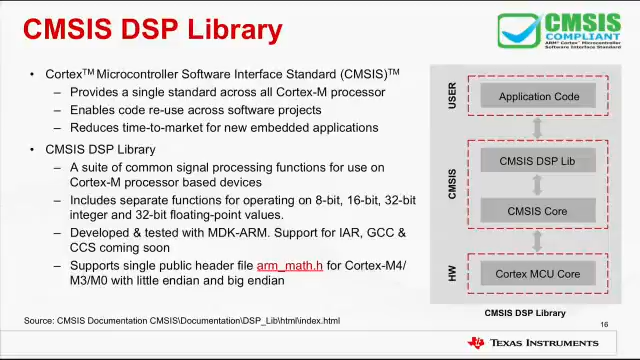 CMSIS DSP Library
CMSIS
COMPLIANT
ARM® Cortex™ Microcontroller
Software Interface Standard
• Cortex™ Microcontroller Software Interface Standard (CMSIS)™
– Provides a single standard across all Cortex-M processor
– Enables code re-use across software projects
– Reduces time-to-market for new embedded applications
• CMSIS DSP Library
– A suite of common signal processing functions for use on
Cortex-M processor based devices
– Includes separate functions for operating on 8-bit, 16-bit, 32-bit
integer and 32-bit floating-point values.
– Developed & tested with MDK-ARM. Support for IAR, GCC &
CCS coming soon
– Supports single public header file arm_math.h for Cortex-M4/
M3/M0 with little endian and big endian
USER
Application Code
CMSIS
CMSIS DSP Lib
CMSIS Core
HW
Cortex MCU Core
CMSIS DSP Library
Source: CMSIS Documentation CMSIS\Documentation\DSP_Lib\html\index.html
16
TEXAS INSTRUMENTS